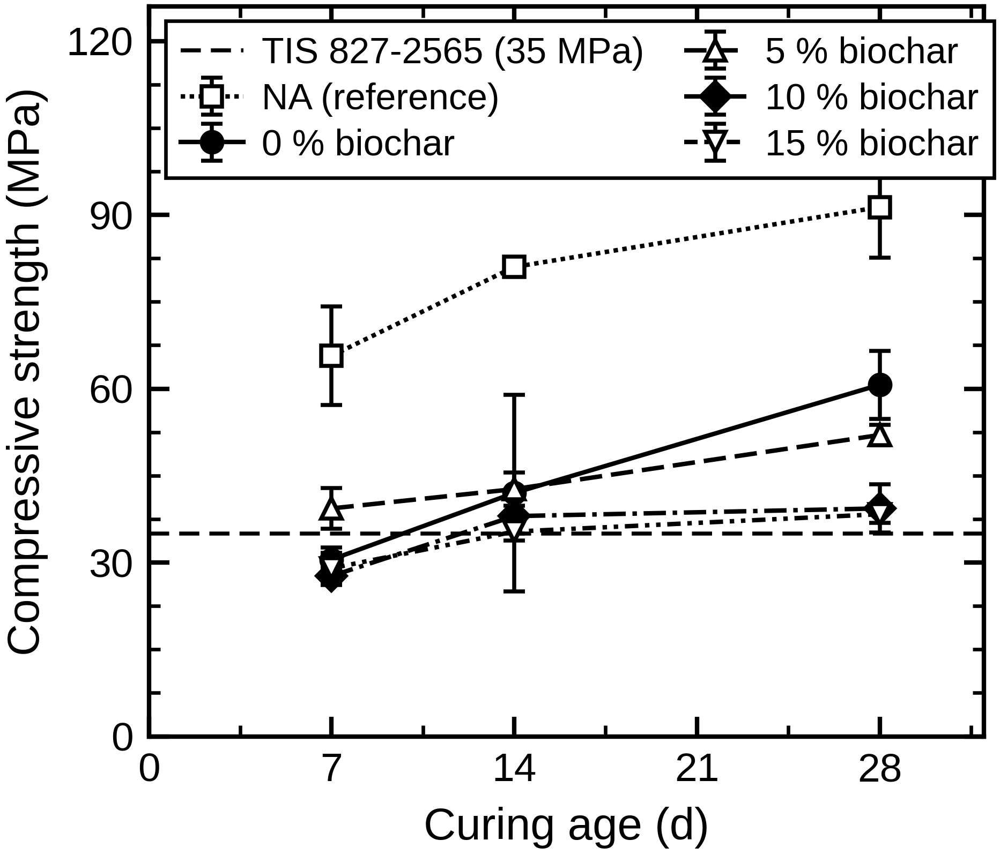 120
90
60
30
0
Compressive strength (MPa)
TIS 827-2565 (35 MPa)
NA (reference)
0 % biochar
5 % biochar
10 % biochar
15 % biochar
0 7 14 21 28
Curing age (d)